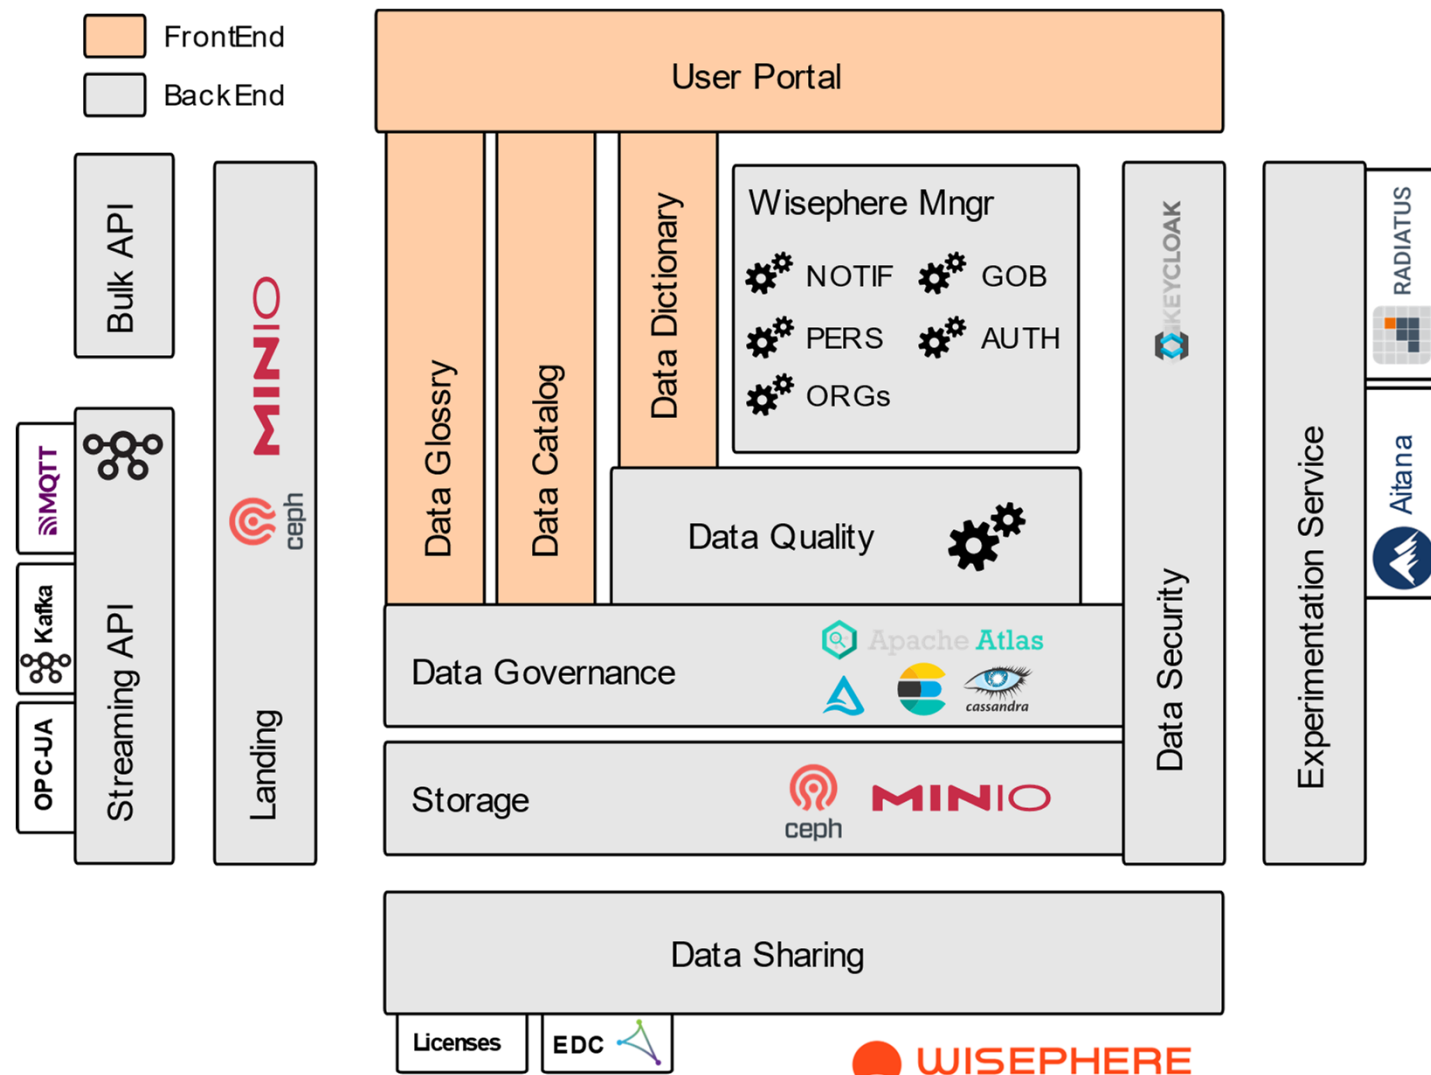 FrontEnd
BackEnd
User Portal
Bulk API
Streaming API
MQTT
Kafka
OPC-UA
Landing
MINIO
ceph
Data Glossry
Data Catalog
Data Dictionary
Wisephere Mngr
NOTIF GOB
PERS AUTH
ORGs
Data Quality
Data Governance
Apache Atlas
cassandra
Storage
ceph
MINIO
KEYCLOAK
Data Security
Experimentation Service
RADIATUS
Aitana
Data Sharing
Licenses
EDC
WISEPHERE